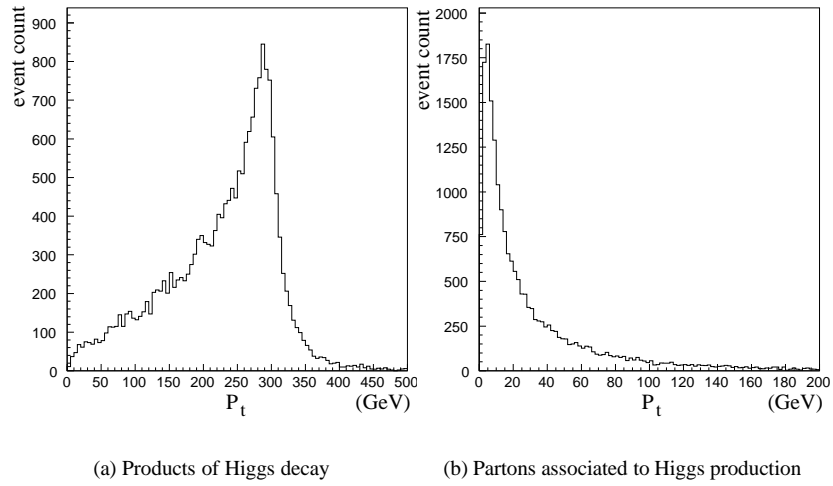 event count
900
800
700
600
500
400
300
200
100
0
0 50 100 150 200 250 300 350 400 450 500
P_t (GeV)
event count
2000
1750
1500
1250
1000
750
500
250
0
0 20 40 60 80 100 120 140 160 180 200
P_t (GeV)
(a) Products of Higgs decay
(b) Partons associated to Higgs production